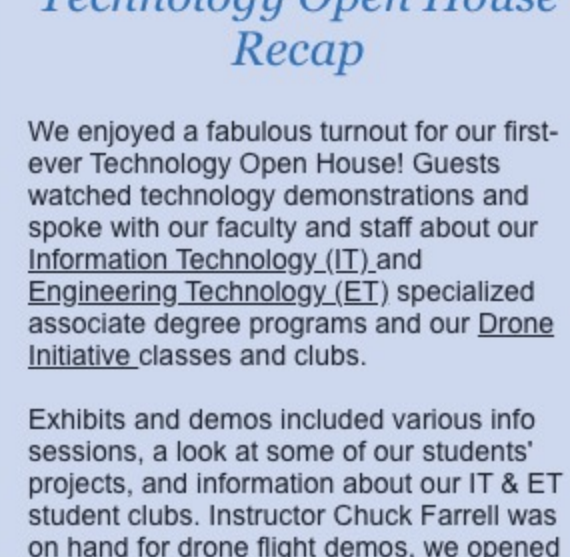 Technology Open House
Recap
We enjoyed a fabulous turnout for our first-
ever Technology Open House! Guests
watched technology demonstrations and
spoke with our faculty and staff about our
Information Technology (IT) and
Engineering Technology (ET) specialized
associate degree programs and our Drone
Initiative classes and clubs.
Exhibits and demos included various info
sessions, a look at some of our students'
projects, and information about our IT & ET
student clubs. Instructor Chuck Farrell was
on hand for drone flight demos, we opened